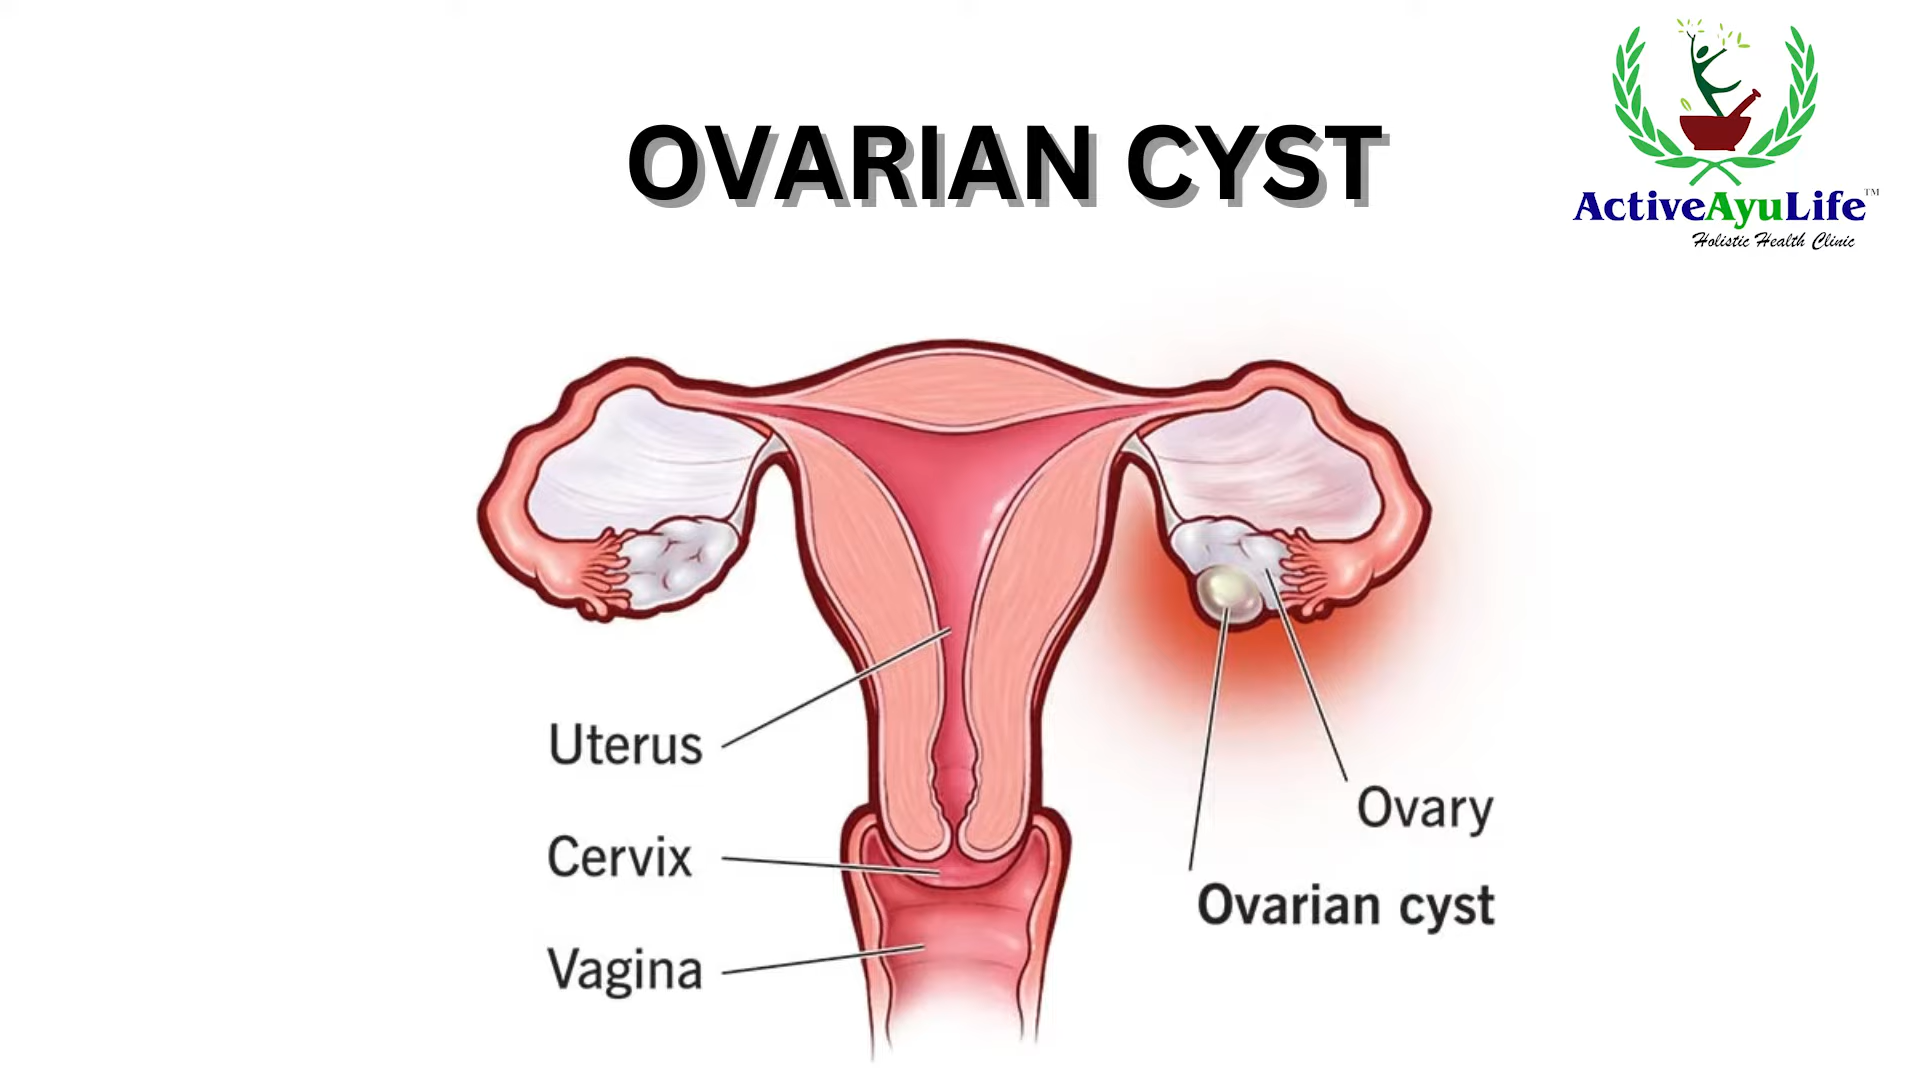 OVARIAN CYST
ActiveAyuLife™
Holistic Health Clinic
Uterus
Cervix
Vagina
Ovary
Ovarian cyst